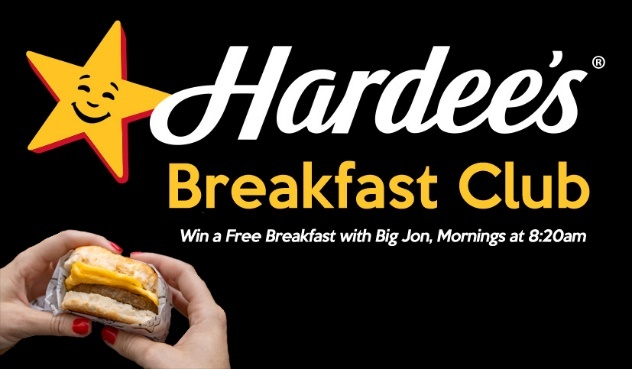 Hardee's®
Breakfast Club
Win a Free Breakfast with Big Jon, Mornings at 8:20am